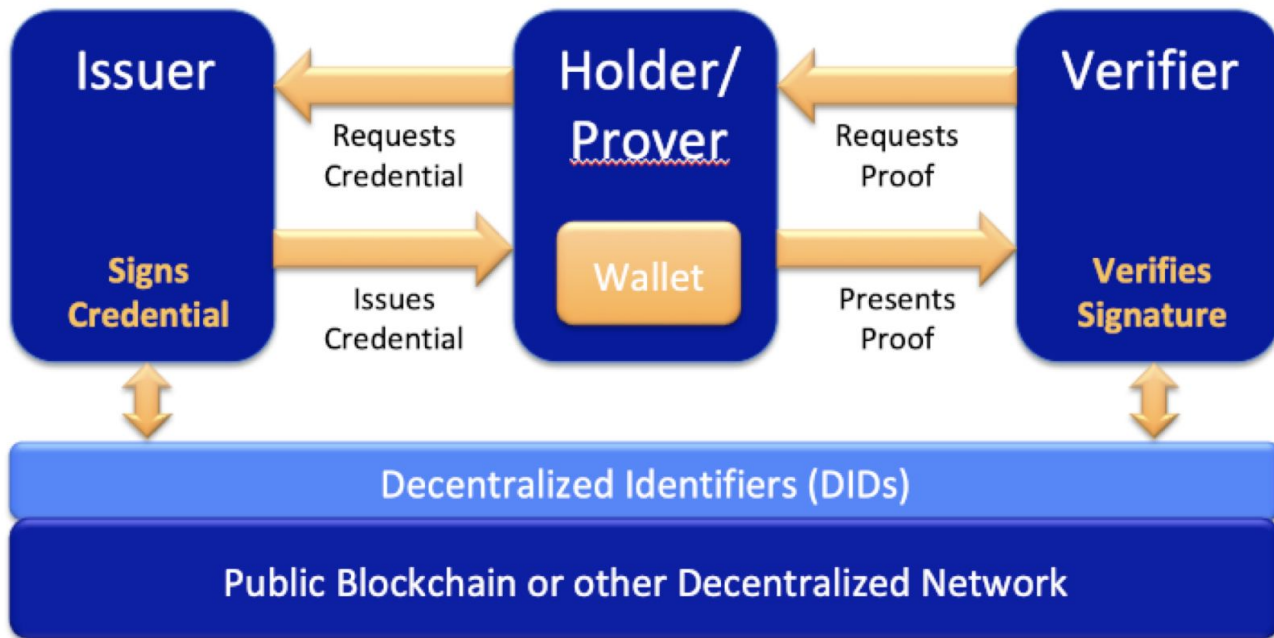 Issuer
Holder/
Prover
Verifier
Requests
Credential
Requests
Proof
Signs
Credential
Issues
Credential
Wallet
Presents
Proof
Verifies
Signature
Decentralized Identifiers (DIDs)
Public Blockchain or other Decentralized Network